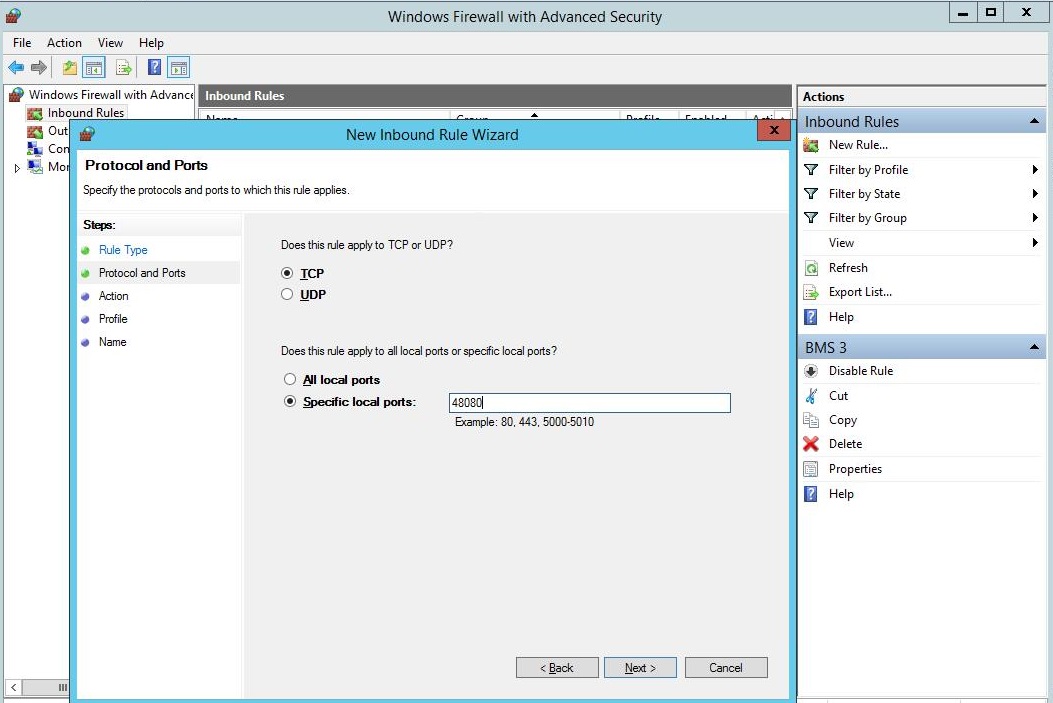 Windows Firewall with Advanced Security
File Action View Help
Windows Firewall with Advance
Inbound Rules
Out
Con
Mor
Inbound Rules
Name Group Profile Enabled
New Inbound Rule Wizard
Protocol and Ports
Specify the protocols and ports to which this rule applies.
Steps:
Rule Type
Protocol and Ports
Action
Profile
Name
Does this rule apply to TCP or UDP?
TCP
UDP
Does this rule apply to all local ports or specific local ports?
All local ports
Specific local ports: 48080
Example: 80, 443, 5000-5010
< Back Next > Cancel
Actions
Inbound Rules
New Rule...
Filter by Profile
Filter by State
Filter by Group
View
Refresh
Export List...
Help
BMS 3
Disable Rule
Cut
Copy
Delete
Properties
Help